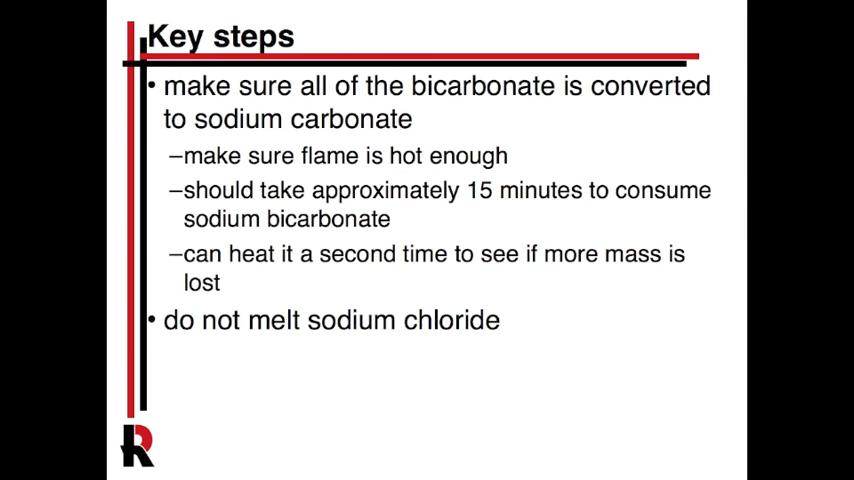 Key steps
• make sure all of the bicarbonate is converted
to sodium carbonate
–make sure flame is hot enough
–should take approximately 15 minutes to consume
sodium bicarbonate
–can heat it a second time to see if more mass is
lost
• do not melt sodium chloride
R